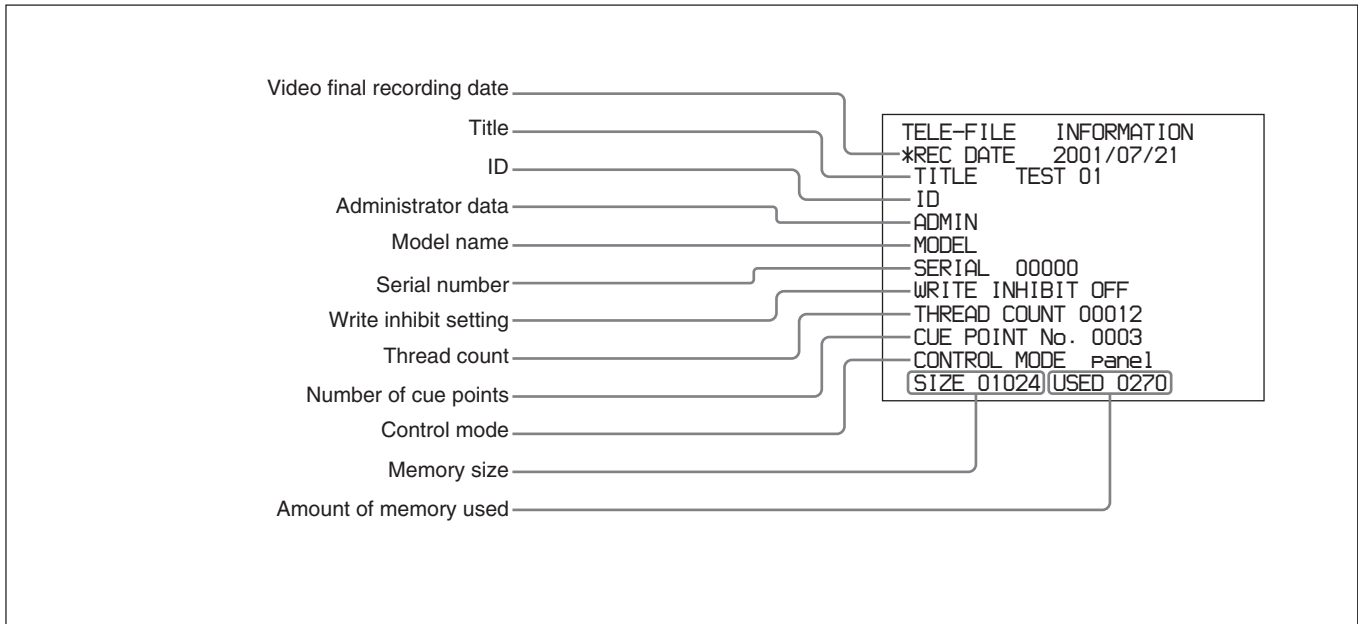 Video final recording date
Title
ID
Administrator data
Model name
Serial number
Write inhibit setting
Thread count
Number of cue points
Control mode
Memory size
Amount of memory used
TELE-FILE INFORMATION
*REC DATE 2001/07/21
TITLE TEST 01
ID
ADMIN
MODEL
SERIAL 00000
WRITE INHIBIT OFF
THREAD COUNT 00012
CUE POINT No. 0003
CONTROL MODE panel
SIZE 01024 USED 0270